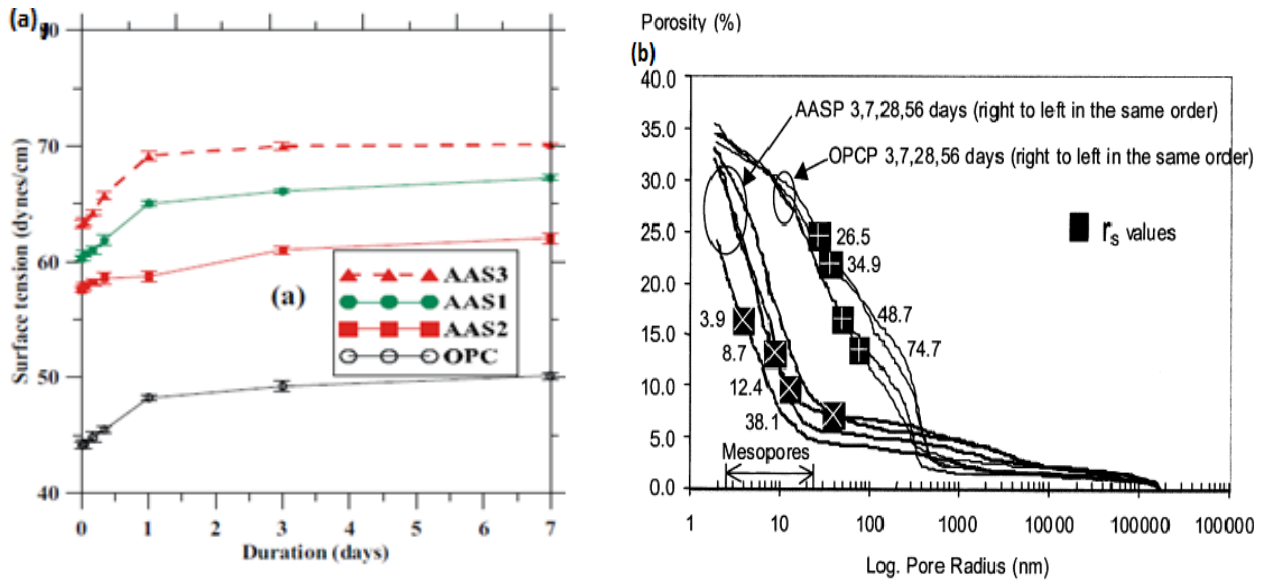 (a)
90
80
70
60
50
40
Surface tension (dynes/cm)
0
1
2
3
4
5
6
7
Duration (days)
(a)
AAS3
AAS1
AAS2
OPC
Porosity (%)
(b)
40.0
35.0
30.0
25.0
20.0
15.0
10.0
5.0
0.0
AASP 3,7,28,56 days (right to left in the same order)
OPCP 3,7,28,56 days (right to left in the same order)
rs values
26.5
34.9
48.7
74.7
3.9
8.7
12.4
38.1
Mesopores
1
10
100
1000
10000
100000
100000
Log. Pore Radius (nm)